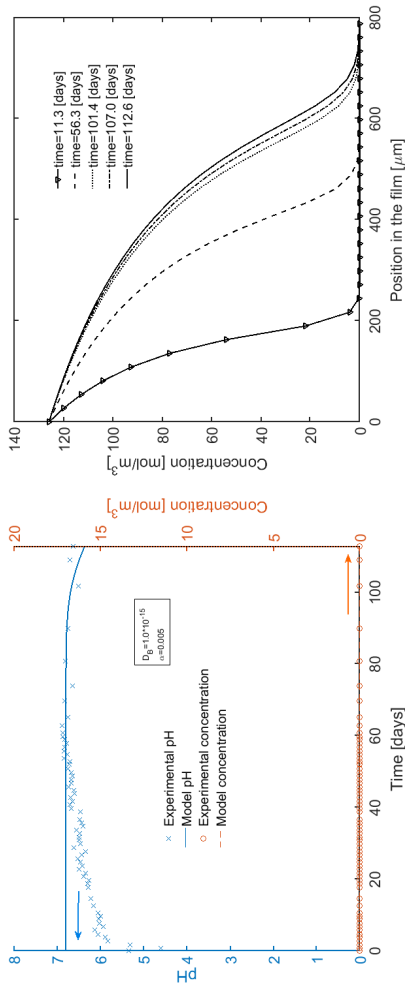 8
7
6
5
4
3
2
1
0
pH
20
15
10
5
0
Concentration [mol/m³]
0
20
40
60
80
100
Time [days]
D_B=1.0*10^-15
α=0.005
Experimental pH
Model pH
Experimental concentration
Model concentration
140
120
100
80
60
40
20
0
Concentration [mol/m³]
0
200
400
600
800
Position in the film [μm]
time=11.3 [days]
time=56.3 [days]
time=101.4 [days]
time=107.0 [days]
time=112.6 [days]